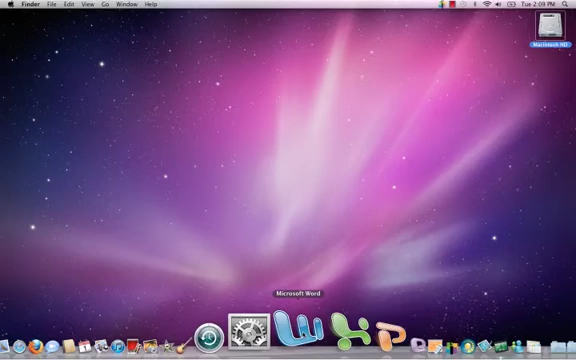 Finder File Edit View Go Window Help
Tue 2:09 PM
Macintosh HD
Microsoft Word